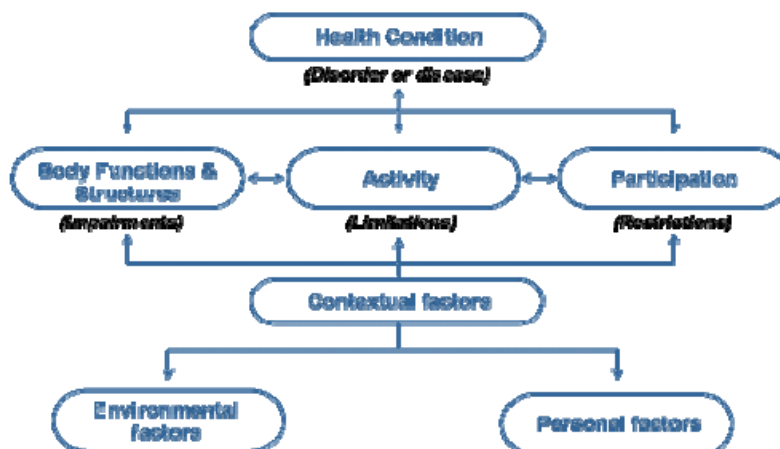 Health Condition
(Disorder or disease)
Body Functions &
Structures
Activity
Participation
(Impairments)
(Limitations)
(Restrictions)
Contextual factors
Environmental
factors
Personal factors